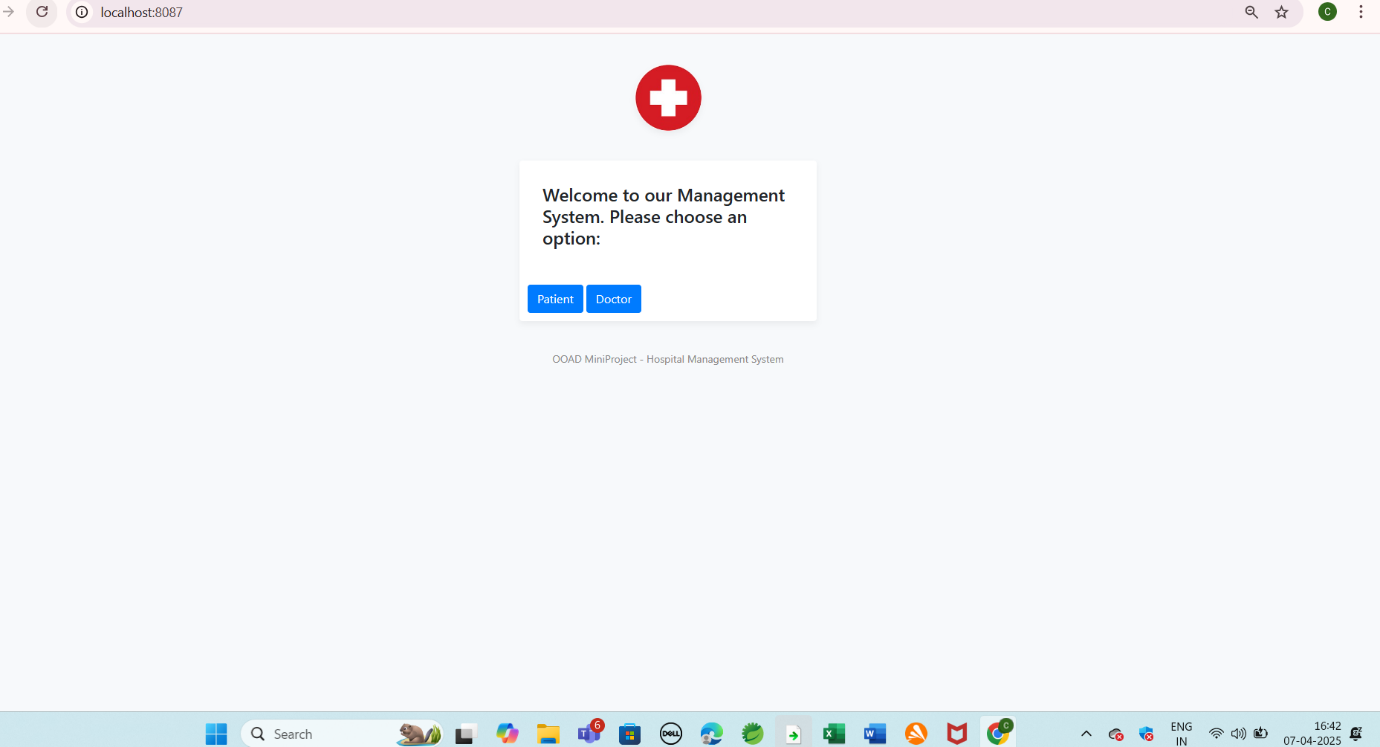 localhost:8087
C
Welcome to our Management
System. Please choose an
option:
Patient Doctor
OOAD MiniProject - Hospital Management System
Search
6
DELL
C
ENG
IN
16:42
07-04-2025